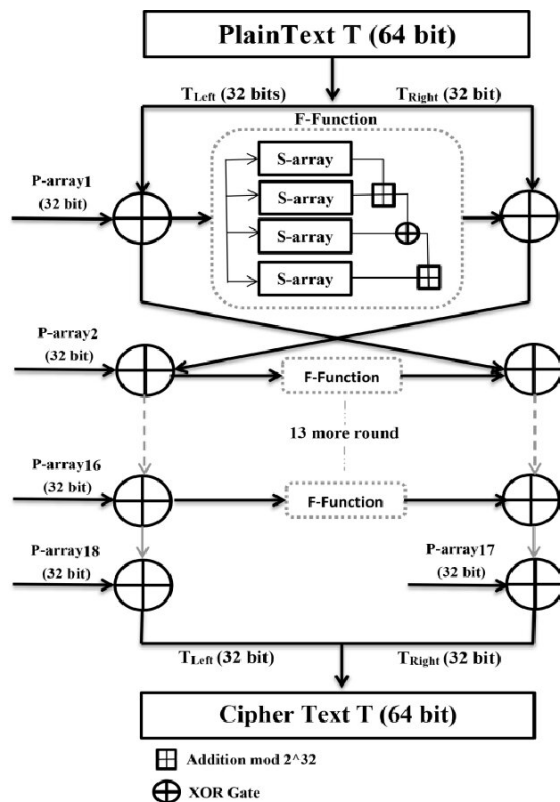 PlainText T (64 bit)
TLeft (32 bits)
TRight (32 bit)
F-Function
P-array1
(32 bit)
S-array
S-array
S-array
S-array
P-array2
(32 bit)
F-Function
13 more round
P-array16
(32 bit)
F-Function
P-array18
(32 bit)
P-array17
(32 bit)
TLeft (32 bit)
TRight (32 bit)
Cipher Text T (64 bit)
Addition mod 2^32
XOR Gate